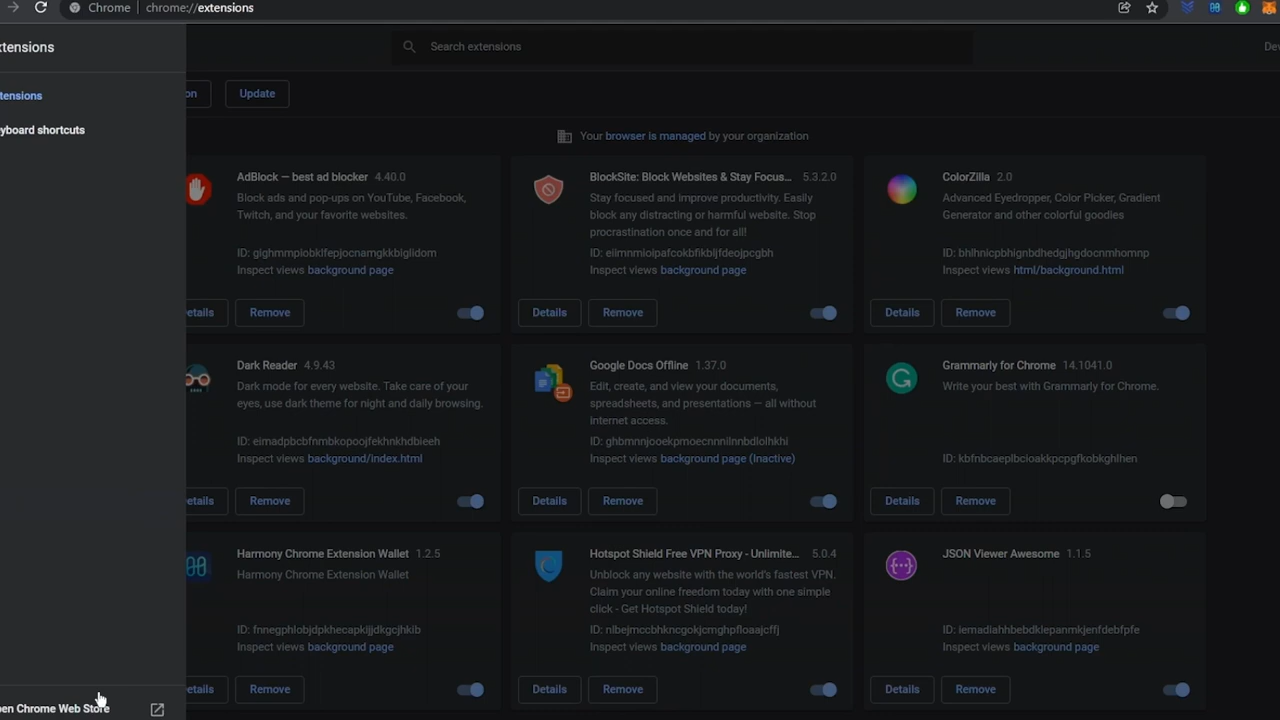 Chrome | chrome://extensions
xtensions
Search extensions
Dev
tensions
on
Update
yboard shortcuts
Your browser is managed by your organization
AdBlock — best ad blocker 4.40.0
Block ads and pop-ups on YouTube, Facebook,
Twitch, and your favorite websites.
ID: gighmmpiobklfepjocnamgkkbiglidom
Inspect views background page
etails
Remove
BlockSite: Block Websites & Stay Focus... 5.3.2.0
Stay focused and improve productivity. Easily
block any distracting or harmful website. Stop
procrastination once and for all!
ID: eiimnmioipafcokbfikbljfdeojpcgbh
Inspect views background page
Details
Remove
ColorZilla 2.0
Advanced Eyedropper, Color Picker, Gradient
Generator and other colorful goodies
ID: bhlhnicpbhignbdhedgjhgdocnmhomnp
Inspect views html/background.html
Details
Remove
Dark Reader 4.9.43
Dark mode for every website. Take care of your
eyes, use dark theme for night and daily browsing.
ID: eimadpbcbfnmbkopoojfekhnkhdbieeh
Inspect views background/index.html
etails
Remove
Google Docs Offline 1.37.0
Edit, create, and view your documents,
spreadsheets, and presentations — all without
internet access.
ID: ghbmnnjooekpmoecnnnilnnbdlolhkhi
Inspect views background page (Inactive)
Details
Remove
Grammarly for Chrome 14.1041.0
Write your best with Grammarly for Chrome.
ID: kbfnbcaeplbcioakkpcpgfkobkghlhen
Details
Remove
Harmony Chrome Extension Wallet 1.2.5
Harmony Chrome Extension Wallet
ID: fnnegphlobjdpkhecapkijjdkgcjhkib
Inspect views background page
etails
Remove
Hotspot Shield Free VPN Proxy - Unlimite... 5.0.4
Unblock any website with the world's fastest VPN.
Claim your online freedom today with one simple
click - Get Hotspot Shield today!
ID: nlbejmccbhkncgokjcmghpfloaajcffj
Inspect views background page
Details
Remove
JSON Viewer Awesome 1.1.5
ID: iemadiahhbebdklepanmkjenfdebfpfe
Inspect views background page
Details
Remove
pen Chrome Web Store